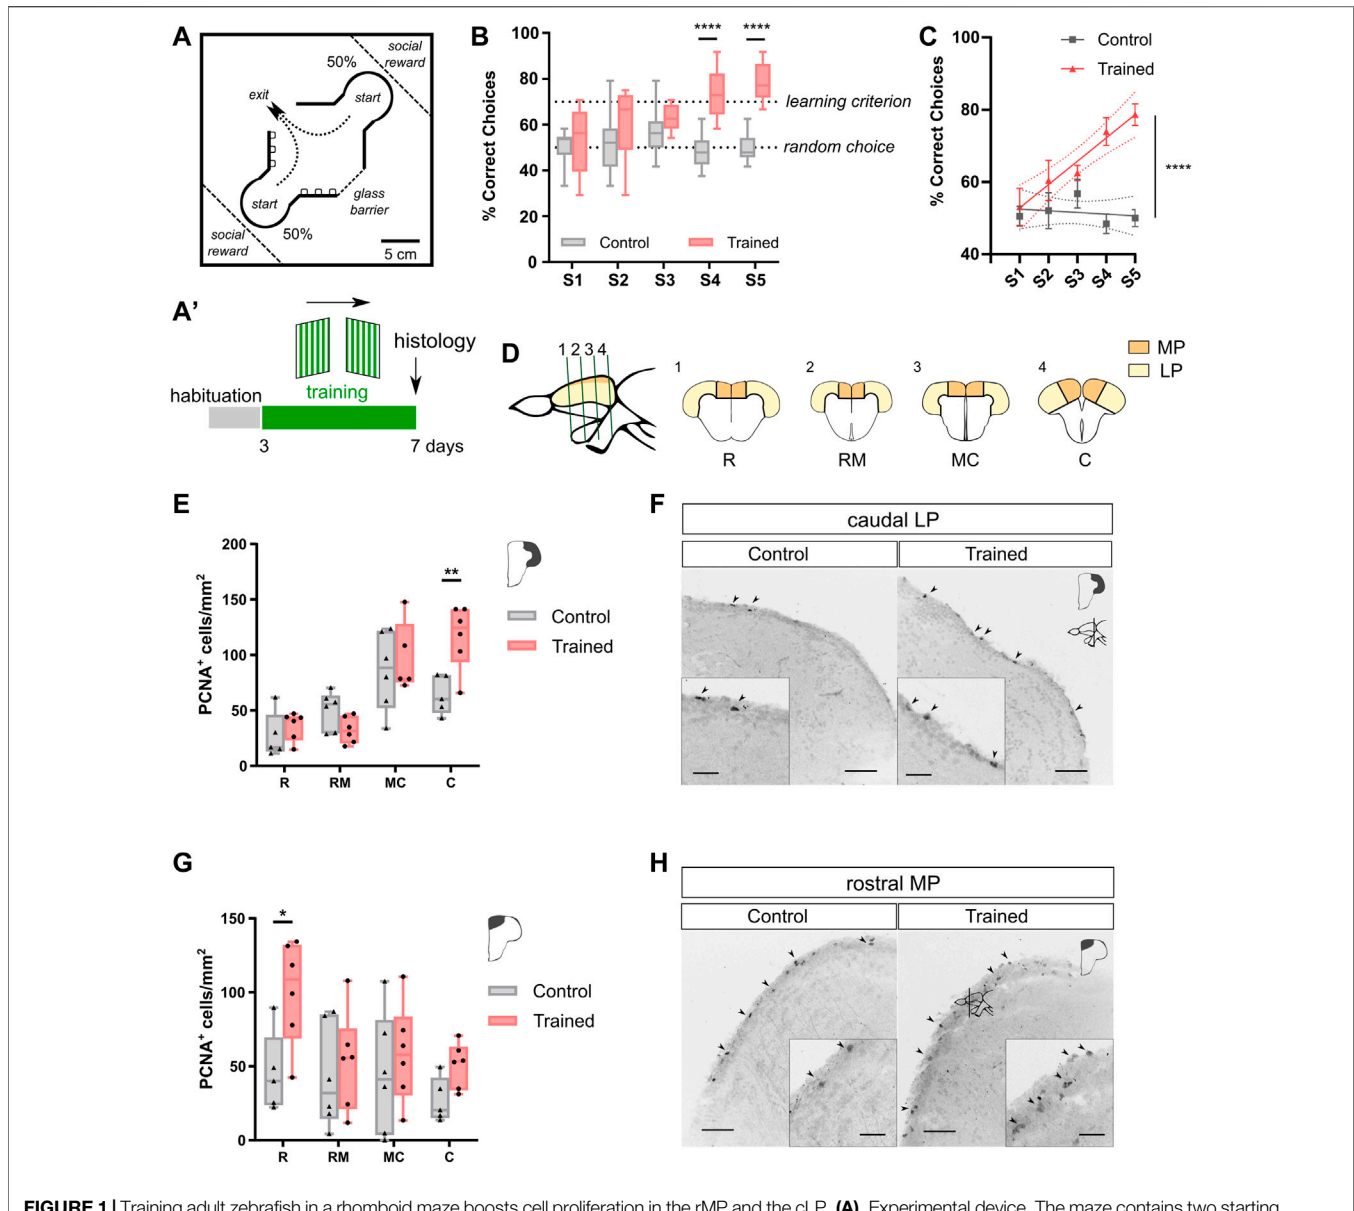 A
social
reward
50%
exit
start
start
glass
barrier
social
reward
50%
5 cm
B
% Correct Choices
100
80
60
40
20
0
****
****
learning criterion
random choice
Control
Trained
S1
S2
S3
S4
S5
C
% Correct Choices
100
80
60
40
Control
Trained
****
S1
S2
S3
S4
S5
A'
histology
training
habituation
3
7 days
D
1 2 3 4
1
2
3
4
MP
LP
R
RM
MC
C
E
PCNA⁺ cells/mm²
200
150
100
50
0
**
Control
Trained
R
RM
MC
C
F
caudal LP
Control
Trained
G
PCNA⁺ cells/mm²
150
100
50
0
*
Control
Trained
R
RM
MC
C
H
rostral MP
Control
Trained
FIGURE 1 | Training adult zebrafish in a rhomboid maze boosts cell proliferation in the rMP and the cLP. (A). Experimental device. The maze contains two starting